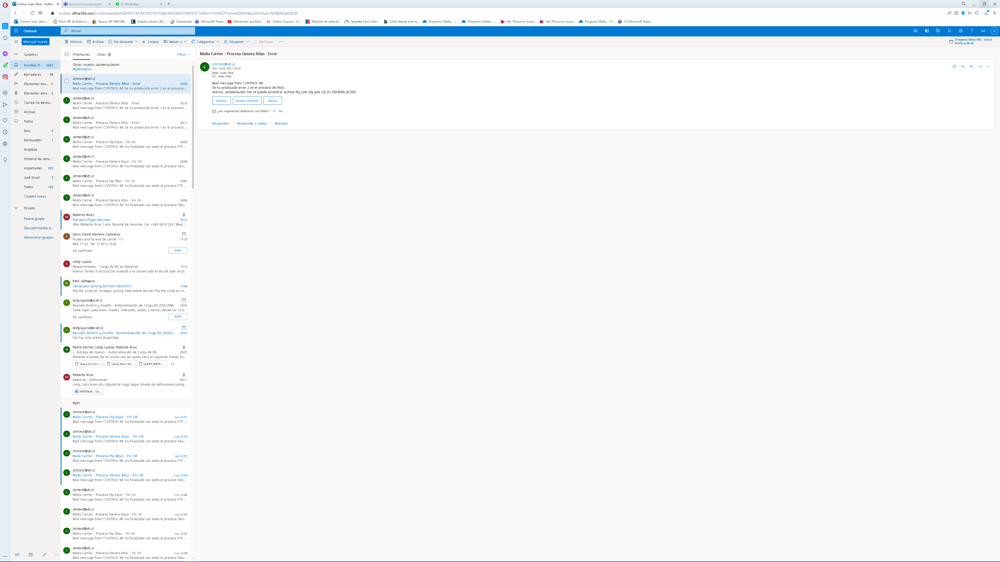 Correo: Juan Silva - Outlool
Unirse a la conversación
(1) WhatsApp
outlook.office365.com/mail/inbox/id/
Correo: Juan Silva -...
Pack SIP de Autoco...
Nuevo 20-180X100...
Estados Unidos (EE...
Downloads
Microsoft Teams
Montando una Red...
Online Courses - A...
Medidor de velocid...
Speedtest por Ookl...
Chile debuta este m...
Proyectos Mallas -...
Proyectos Mallas -...
Ver "Procesos Incon...
Ver "Procesos incon...
Proyecto Mallas - O...
(1) Microsoft Teams
Outlook
Buscar
JS
Mensaje nuevo
Eliminar
Archivo
No deseado
Limpiar
Mover a
Categorizar
Posponer
Deshacer
[Proyecto Malla M1] - Sala d
Mañana 08:30
Carpetas
Bandeja d... 3062
Borradores 98
Elementos env... 11
Elementos elim... 6
Correo no desea...
Archivo
Notas
bmc 4
Destacados 1
dropbox
Historial de conv...
Importantes 803
Junk Email 7
Todos 160
Carpeta nueva
Grupos
Nuevo grupo
Descubrimiento d...
Administrar grupos
Prioritarios
Otros 1
Filtrar
Otros: nuevas conversaciones
MyAnalytics
ctmtest@vtr.cl
Malla Carrier - Proceso Genera Altas - Error 20:20
Mail message from CONTROL-M: Se ha producido error 2 en el proceso ...
C
ctmtest@vtr.cl
Malla Carrier - Proceso Genera Altas - Error 20:16
Mail message from CONTROL-M: Se ha producido error 1 en el proceso ...
C
ctmtest@vtr.cl
Malla Carrier - Proceso Genera Altas - Error 20:13
Mail message from CONTROL-M: Se ha producido error 1 en el proceso ...
C
ctmtest@vtr.cl
Malla Carrier - Proceso Ftp Bajas - Fin OK 20:09
Mail message from CONTROL-M: Ha finalizado con exito el proceso FTP ...
C
ctmtest@vtr.cl
Malla Carrier - Proceso Genera Bajas - Fin OK 20:09
Mail message from CONTROL-M: Ha finalizado con exito el proceso Gen...
C
ctmtest@vtr.cl
Malla Carrier - Proceso Ftp Altas - Fin OK 20:05
Mail message from CONTROL-M: Ha finalizado con exito el proceso FTP ...
C
ctmtest@vtr.cl
Malla Carrier - Proceso Genera Altas - Fin OK 20:04
Mail message from CONTROL-M: Ha finalizado con exito el proceso Gen...
RA
Roberto Arias
Ppt para Pagos Masivos 18:22
Atte, Roberto Arias Carlo Gerente de Servicios Cel: +569 8829 2381 Mail: ...
D
Denis Nairel Romero Contreras
Prueba end to end de carrier 111 17:39
Mié 17-02, 'de' 17:00 a 18:00
Sin conflictos RSVP
LL
Leidy Lujano
Requerimientos - Carga de BD en Xpertrak 15:26
Buenas Tardes Francisco De acuerdo a lo conversado el dia de ayer, el pr...
BS
BMC Software
Could your pricing be more dynamic? 13:40
Flip the script on strategic pricing View online version Flip the script on st...
L
leidy.lujano@e.vtr.cl
Reunión Análisis y Diseño - Automatización de Carga BD (GIS/UIM) 10:43
Tiene lugar cada lunes, martes, miércoles, jueves y viernes desde las 12:0...
Sin conflictos RSVP
L
leidy.lujano@e.vtr.cl
Reunión Análisis y Diseño - Automatización de Carga BD (GIS/U... 10:43
No hay vista previa disponible.
PB
Pedro Barrios; Leidy Lujano; Roberto Arias
Entrega de Querys - Automatización de Carga de BD 09:55
Roberto el pareo de los punto con los query sería el siguiente: Pareo: Pu...
Query Dir Gis.s... Query Mac CM... QUERY XPERT ... +2
RA
Roberto Arias
Xpertrak - Definiciones 09:11
Leidy, hola buen día. Adjunto te hago llegar listado de definiciones/comp...
XPERTRAK - De...
Ayer
C
ctmtest@vtr.cl
Malla Carrier - Proceso Ftp Bajas - Fin OK Lun 22:57
Mail message from CONTROL-M: Ha finalizado con exito el proceso FTP ...
C
ctmtest@vtr.cl
Malla Carrier - Proceso Genera Bajas - Fin OK Lun 22:56
Mail message from CONTROL-M: Ha finalizado con exito el proceso Gen...
C
ctmtest@vtr.cl
Malla Carrier - Proceso Ftp Altas - Fin OK Lun 22:55
Mail message from CONTROL-M: Ha finalizado con exito el proceso FTP ...
C
ctmtest@vtr.cl
Malla Carrier - Proceso Genera Altas - Fin OK Lun 22:54
Mail message from CONTROL-M: Ha finalizado con exito el proceso Gen...
C
ctmtest@vtr.cl
Malla Carrier - Proceso Ftp Bajas - Fin OK Lun 22:48
Mail message from CONTROL-M: Ha finalizado con exito el proceso FTP ...
C
ctmtest@vtr.cl
Malla Carrier - Proceso Genera Bajas - Fin OK Lun 22:46
Mail message from CONTROL-M: Ha finalizado con exito el proceso Gen...
C
ctmtest@vtr.cl
Malla Carrier - Proceso Ftp Altas - Fin OK Lun 22:45
Mail message from CONTROL-M: Ha finalizado con exito el proceso FTP ...
C
ctmtest@vtr.cl
Malla Carrier - Proceso Genera Altas - Fin OK Lun 22:44
Mail message from CONTROL-M: Ha finalizado con exito el proceso Gen...
Malla Carrier - Proceso Genera Altas - Error
C
ctmtest@vtr.cl
Mar 16-02-2021 20:20
Para: Juan Silva
CC: Juan Silva
Mail message from CONTROL-M:
Se ha producido error 2 en el proceso de Altas.
Alarma ambientación: No se puede encontrar archivo ftp_user.cfg (job LDI_01_GENERA_ALTAS)
Saludos. Saludos cordiales. Ayuda
¿Las sugerencias anteriores son útiles? Sí No
Responder Responder a todos Reenviar